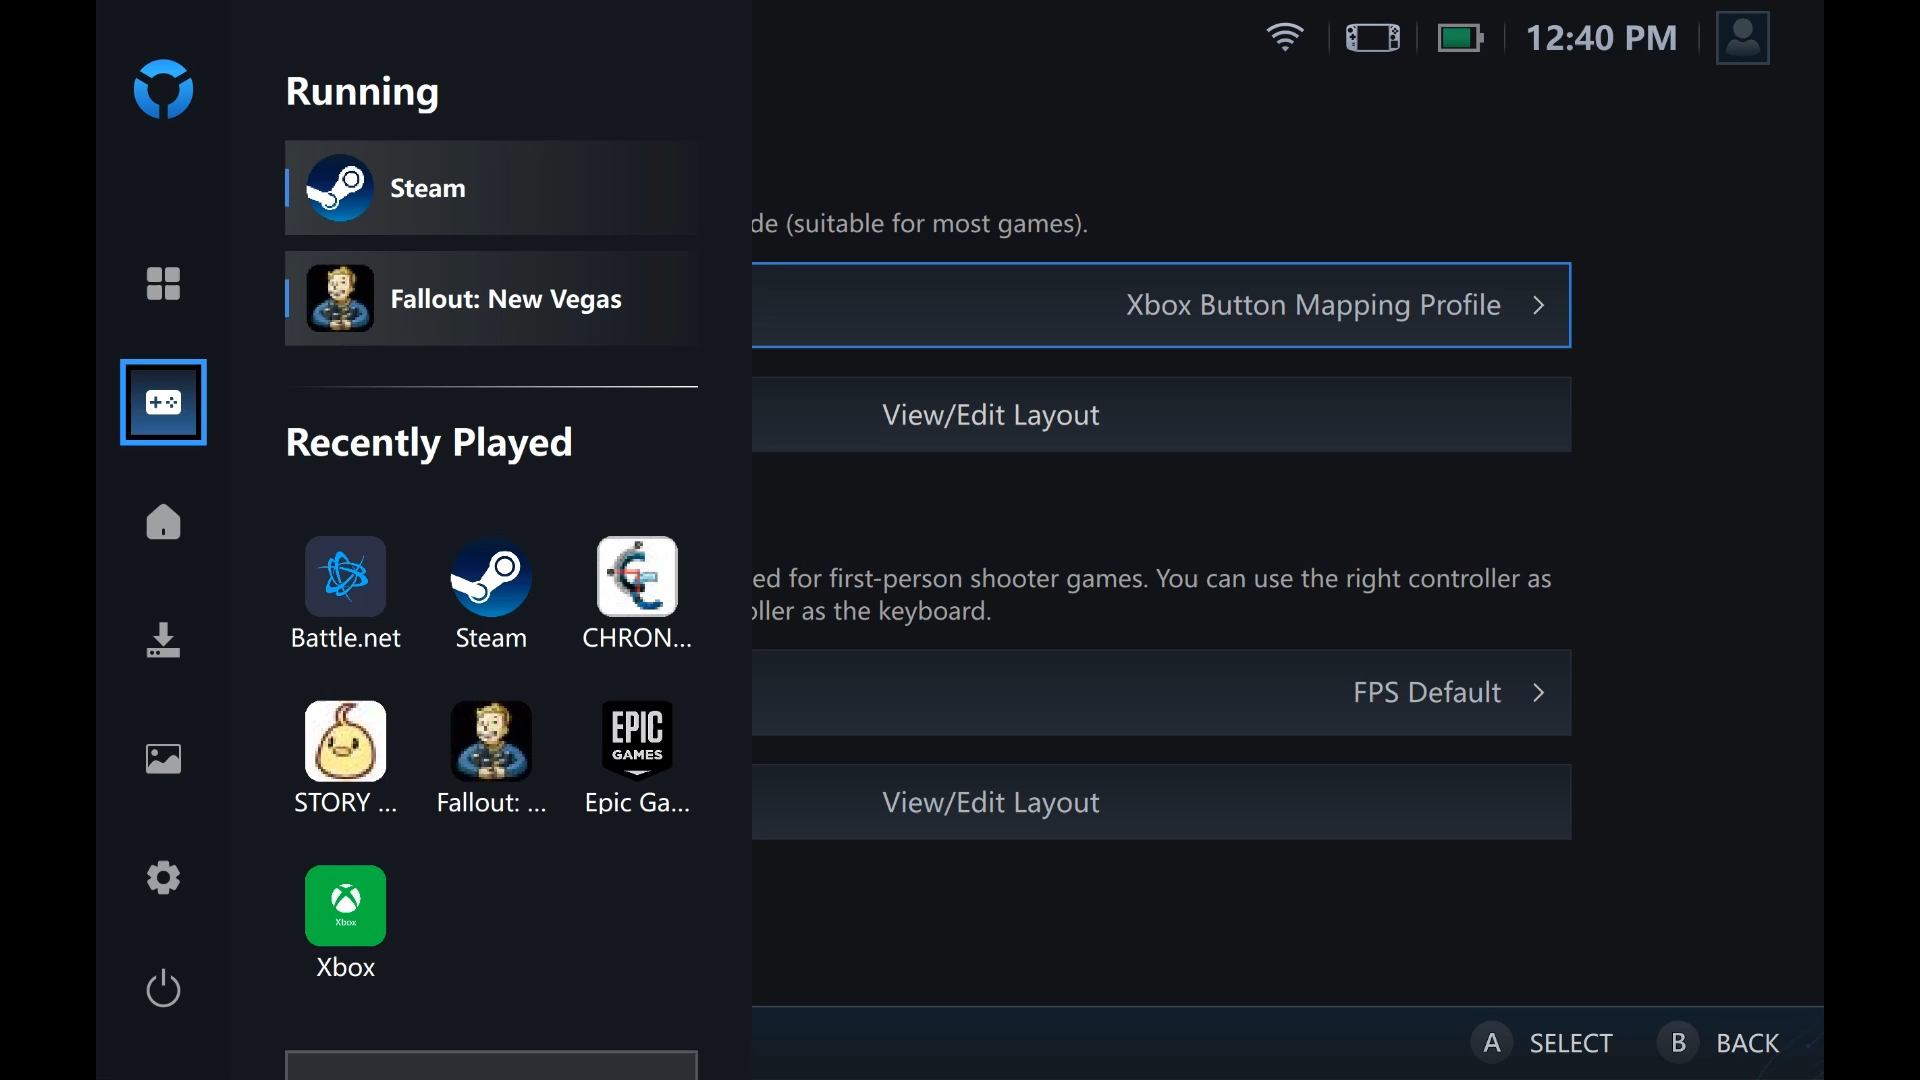 12:40 PM
Running
Steam
Fallout: New Vegas
Recently Played
Battle.net
Steam
CHRON...
STORY ...
Fallout: ...
EPIC
GAMES
Epic Ga...
Xbox
Xbox
de (suitable for most games).
Xbox Button Mapping Profile
View/Edit Layout
ed for first-person shooter games. You can use the right controller as
ller as the keyboard.
FPS Default
View/Edit Layout
A SELECT
B BACK